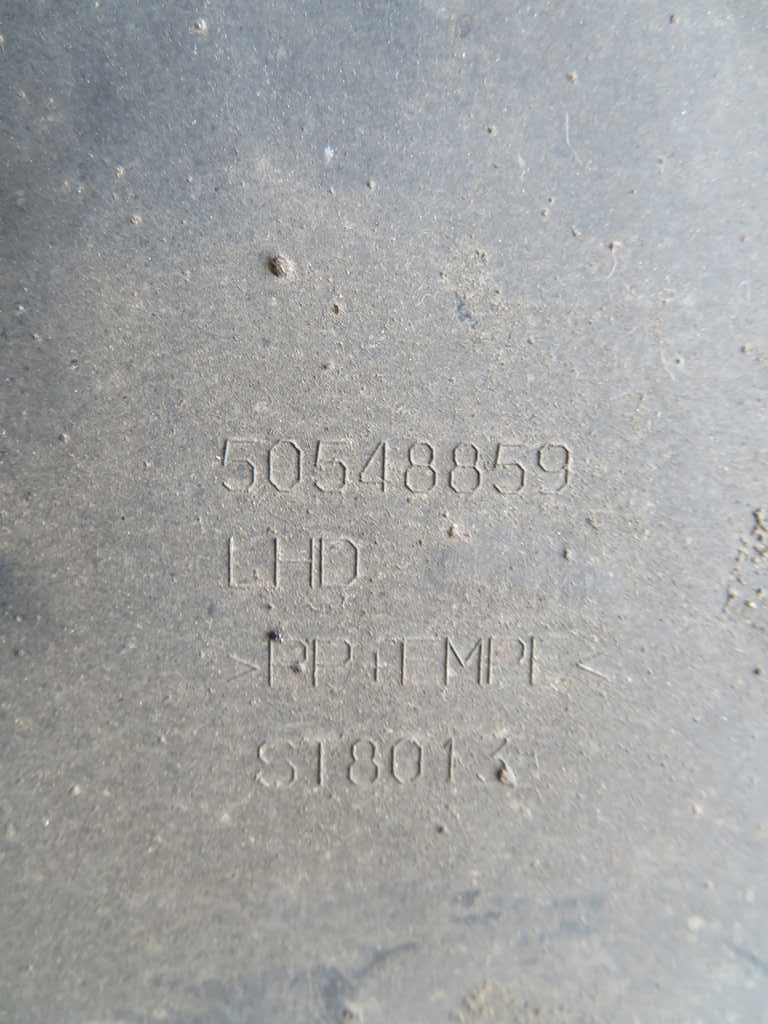 50548859
LHD
>PP+EMPE<
ST8013